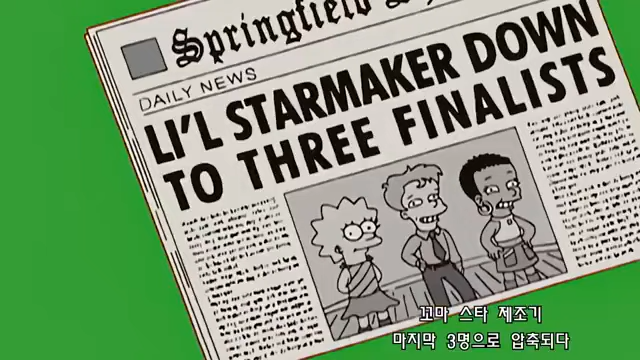 Springfield
DAILY NEWS
LI'L STARMAKER DOWN
TO THREE FINALISTS
꼬마 스타 제조기
마지막 3명으로 압축되다